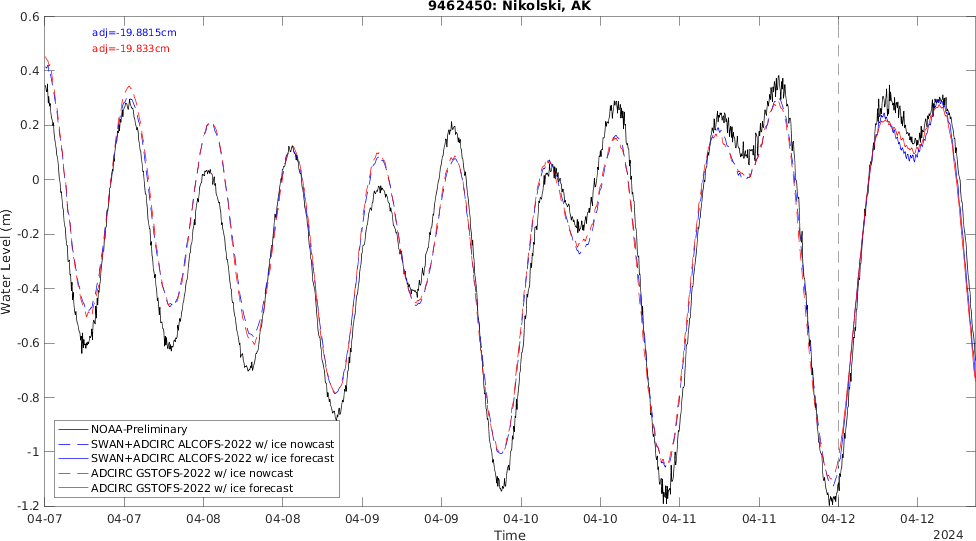 9462450: Nikolski, AK
adj=-19.8815cm
adj=-19.833cm
0.6
0.4
0.2
0
-0.2
-0.4
-0.6
-0.8
-1
-1.2
Water Level (m)
NOAA-Preliminary
SWAN+ADCIRC ALCOFS-2022 w/ ice nowcast
SWAN+ADCIRC ALCOFS-2022 w/ ice forecast
ADCIRC GSTOFS-2022 w/ ice nowcast
ADCIRC GSTOFS-2022 w/ ice forecast
04-07 04-07 04-08 04-08 04-09 04-09 04-10 04-10 04-11 04-11 04-12 04-12
Time
2024